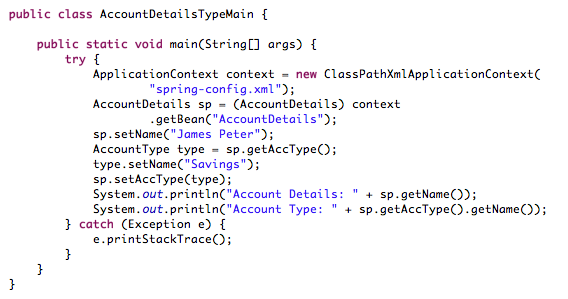 public class AccountDetailsTypeMain {
public static void main(String[] args) {
try {
ApplicationContext context = new ClassPathXmlApplicationContext(
"spring-config.xml");
AccountDetails sp = (AccountDetails) context
.getBean("AccountDetails");
sp.setName("James Peter");
AccountType type = sp.getAccType();
type.setName("Savings");
sp.setAccType(type);
System.out.println("Account Details: " + sp.getName());
System.out.println("Account Type: " + sp.getAccType().getName());
} catch (Exception e) {
e.printStackTrace();
}
}
}